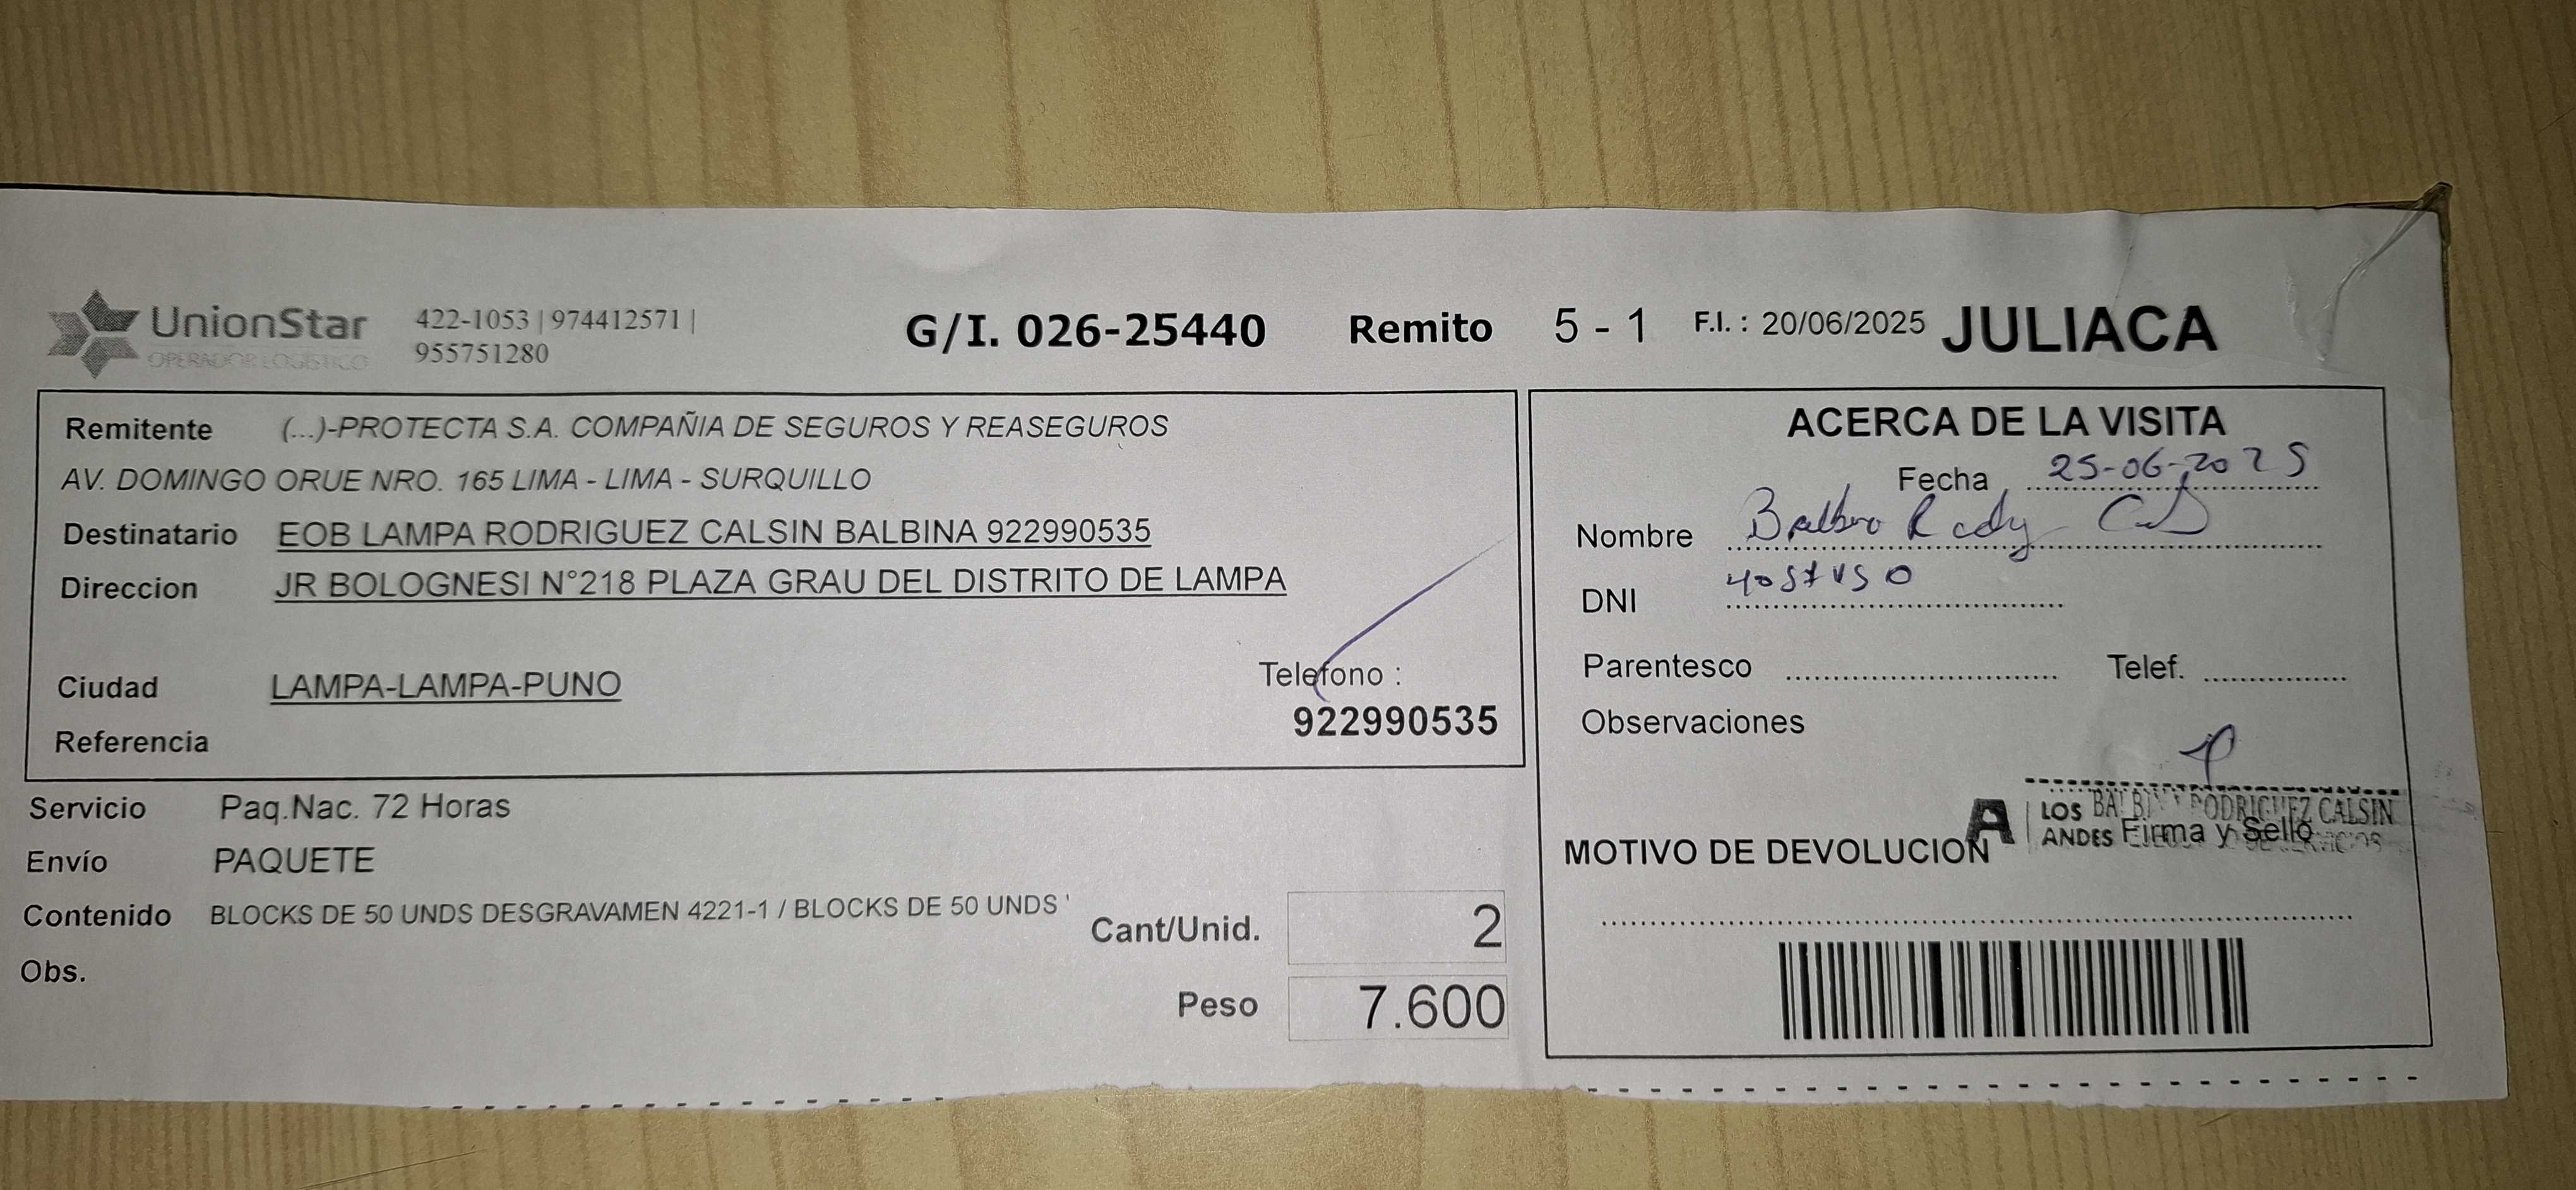 UnionStar
OPERADOR LOGISTICO
422-1053 | 974412571 |
955751280
G/I. 026-25440 Remito 5 - 1 F.I. : 20/06/2025 JULIACA
Remitente (...)-PROTECTA S.A. COMPAÑIA DE SEGUROS Y REASEGUROS
AV. DOMINGO ORUE NRO. 165 LIMA - LIMA - SURQUILLO
Destinatario EOB LAMPA RODRIGUEZ CALSIN BALBINA 922990535
Direccion JR BOLOGNESI N°218 PLAZA GRAU DEL DISTRITO DE LAMPA
Ciudad LAMPA-LAMPA-PUNO
Telefono :
922990535
Referencia
Servicio Paq.Nac. 72 Horas
Envío PAQUETE
Contenido BLOCKS DE 50 UNDS DESGRAVAMEN 4221-1 / BLOCKS DE 50 UNDS '
Obs.
Cant/Unid. 2
Peso 7.600
ACERCA DE LA VISITA
Fecha 25-06-2025
Nombre
DNI
Parentesco Telef.
Observaciones
A | LOS ANDES
BALBINA RODRIGUEZ CALSIN
Firma y Sello
MOTIVO DE DEVOLUCION